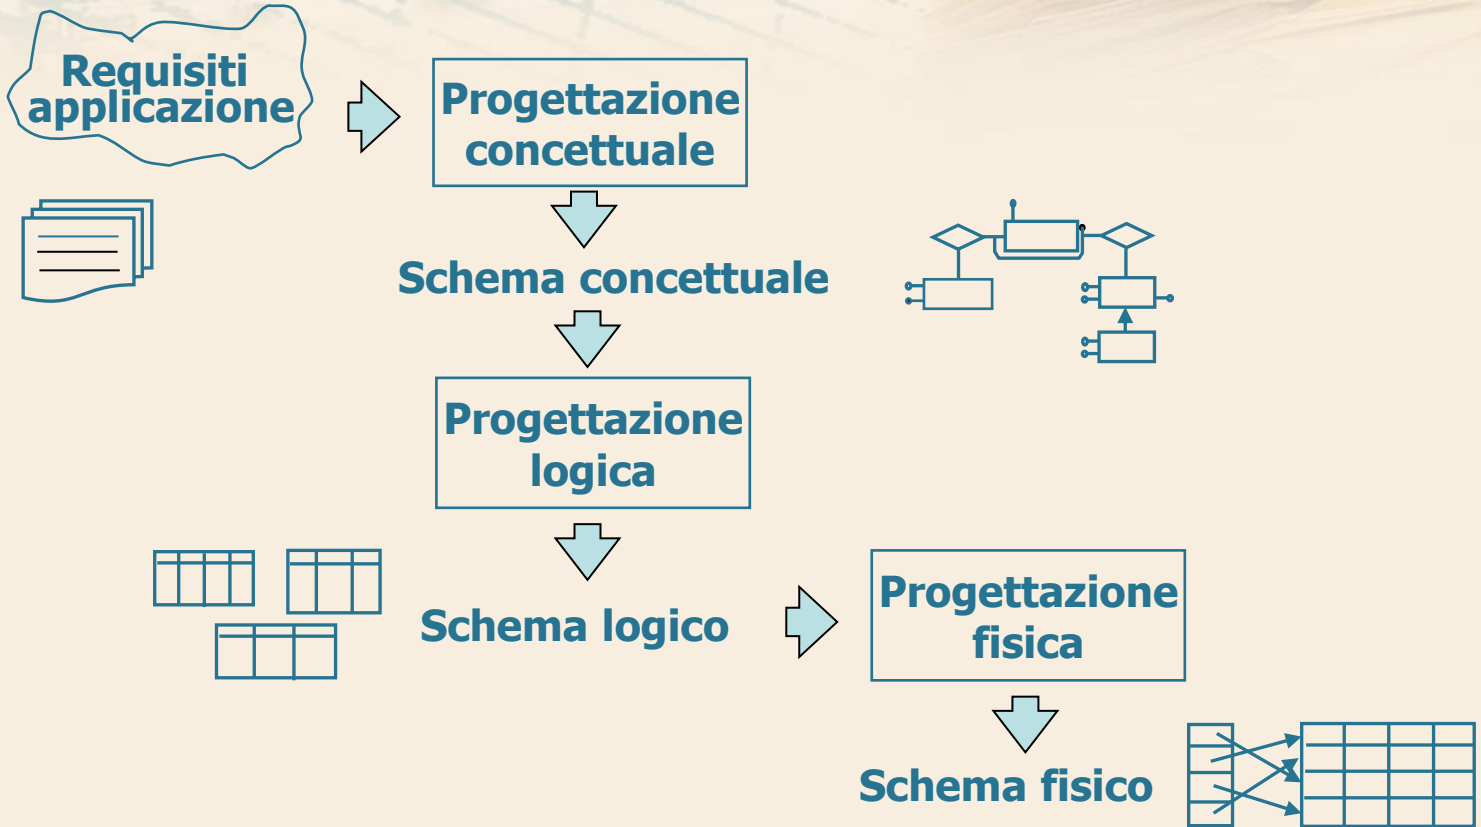 Requisiti
applicazione
Progettazione
concettuale
Schema concettuale
Progettazione
logica
Schema logico
Progettazione
fisica
Schema fisico